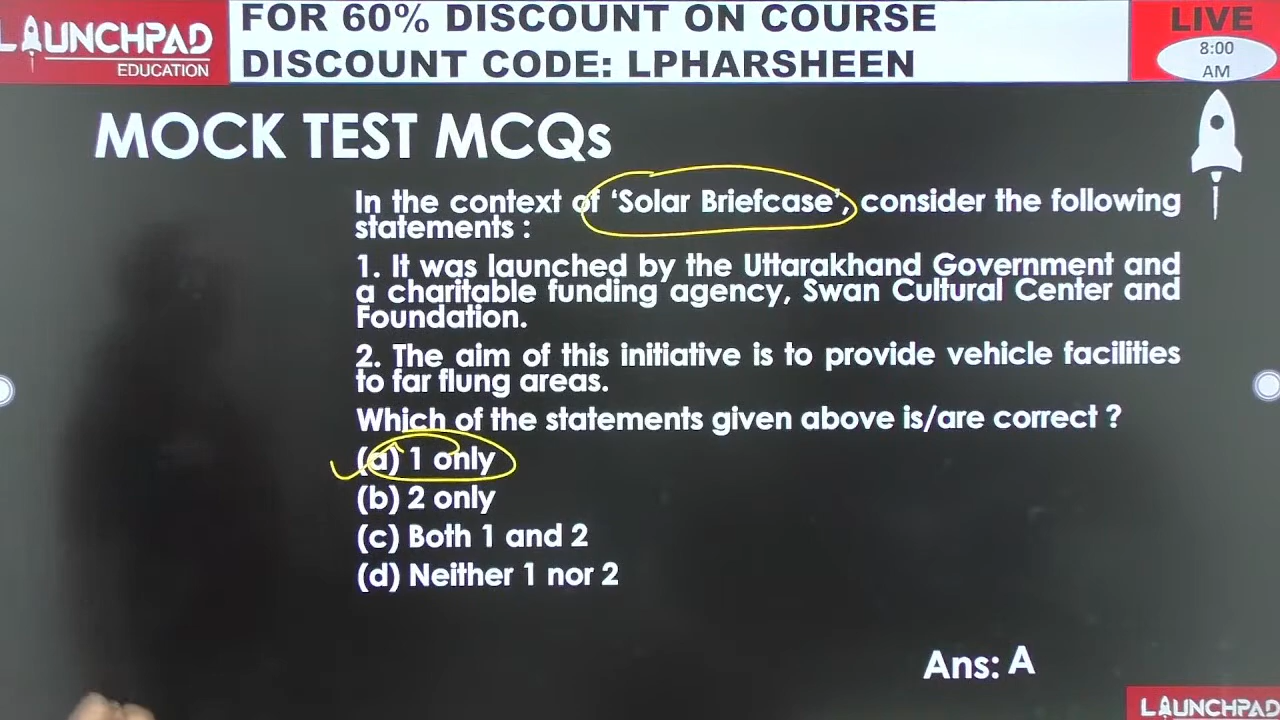 LAUNCHPAD
EDUCATION
FOR 60% DISCOUNT ON COURSE
DISCOUNT CODE: LPHARSHEEN
LIVE
8:00
AM
MOCK TEST MCQs
In the context of ‘Solar Briefcase’, consider the following
statements :
1. It was launched by the Uttarakhand Government and
a charitable funding agency, Swan Cultural Center and
Foundation.
2. The aim of this initiative is to provide vehicle facilities
to far flung areas.
Which of the statements given above is/are correct ?
(a) 1 only
(b) 2 only
(c) Both 1 and 2
(d) Neither 1 nor 2
Ans: A
LAUNCHPAD